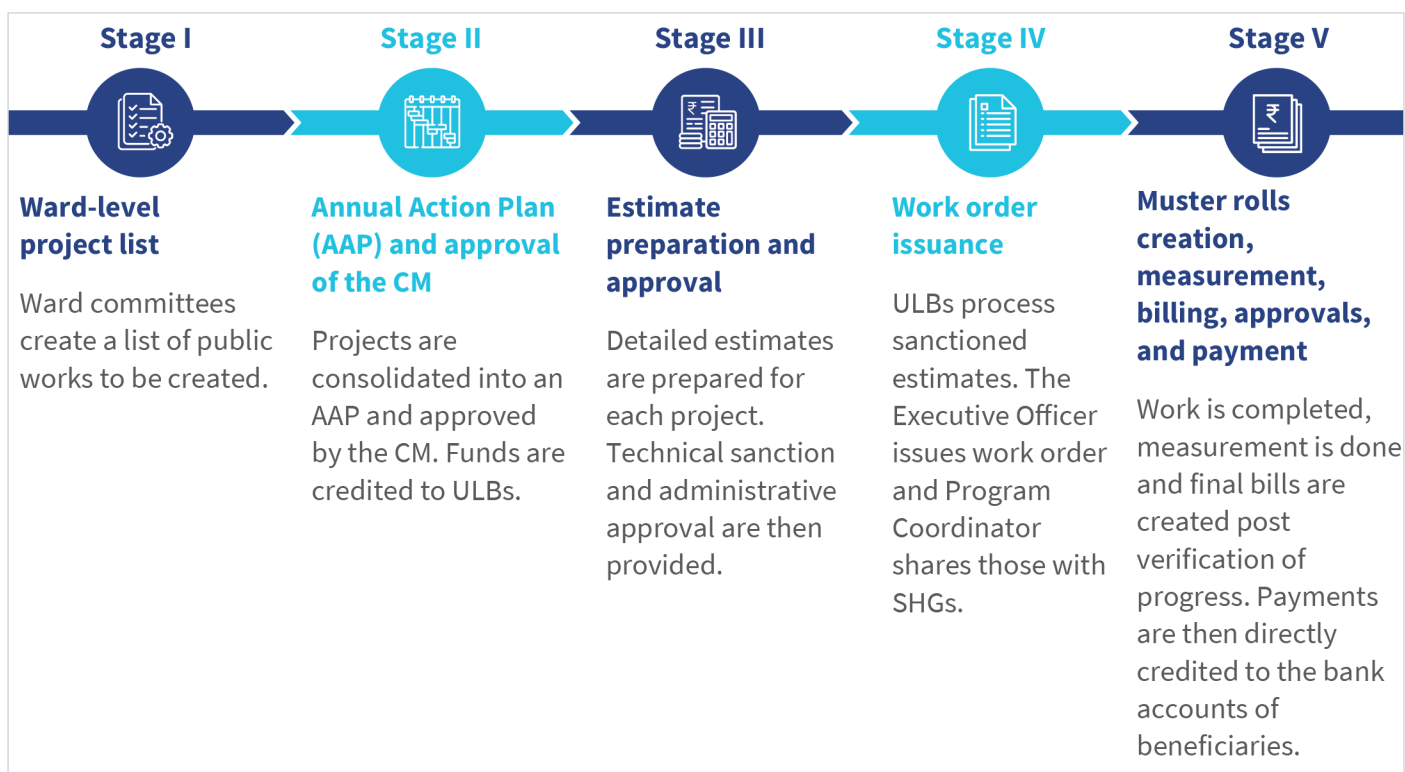 Stage I
Ward-level
project list
Ward committees
create a list of public
works to be created.
Stage II
Annual Action Plan
(AAP) and approval
of the CM
Projects are
consolidated into an
AAP and approved
by the CM. Funds are
credited to ULBs.
Stage III
₹
Estimate
preparation and
approval
Detailed estimates
are prepared for
each project.
Technical sanction
and administrative
approval are then
provided.
Stage IV
Work order
issuance
ULBs process
sanctioned
estimates. The
Executive Officer
issues work order
and Program
Coordinator
shares those with
SHGs.
Stage V
₹
Muster rolls
creation,
measurement,
billing, approvals,
and payment
Work is completed,
measurement is done
and final bills are
created post
verification of
progress. Payments
are then directly
credited to the bank
accounts of
beneficiaries.